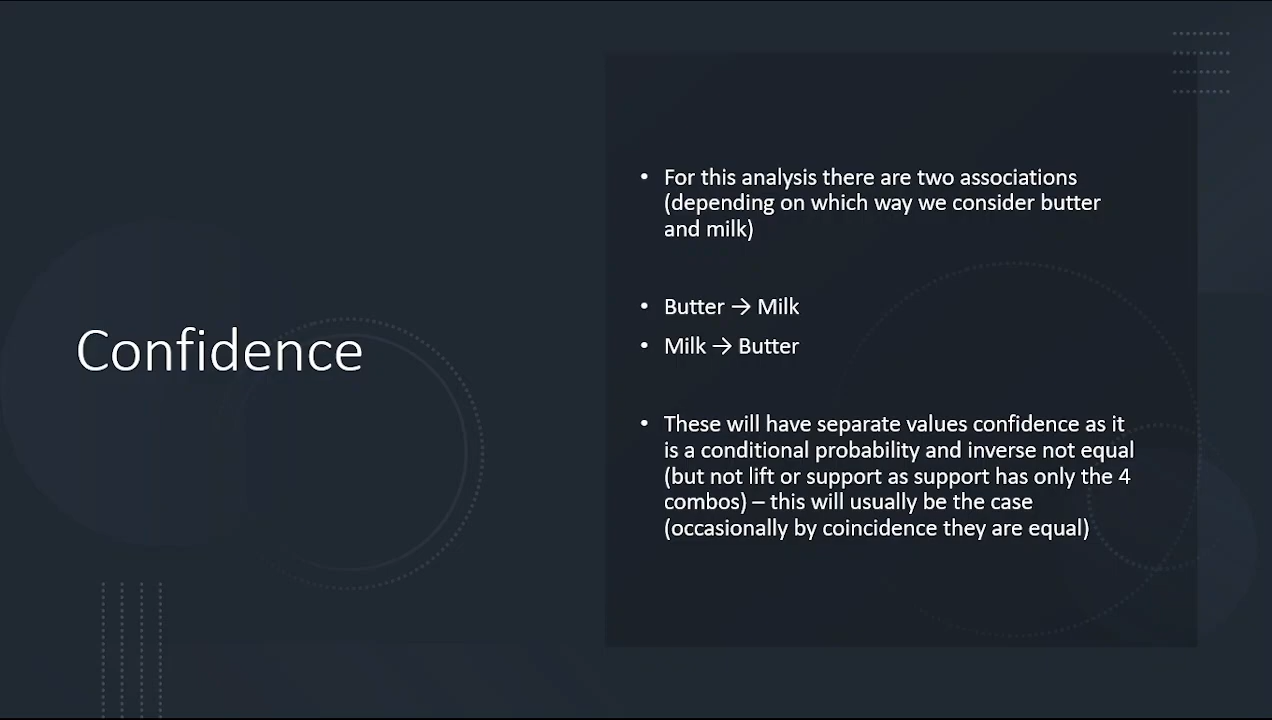 Confidence
• For this analysis there are two associations
(depending on which way we consider butter
and milk)
• Butter → Milk
• Milk → Butter
• These will have separate values confidence as it
is a conditional probability and inverse not equal
(but not lift or support as support has only the 4
combos) – this will usually be the case
(occasionally by coincidence they are equal)